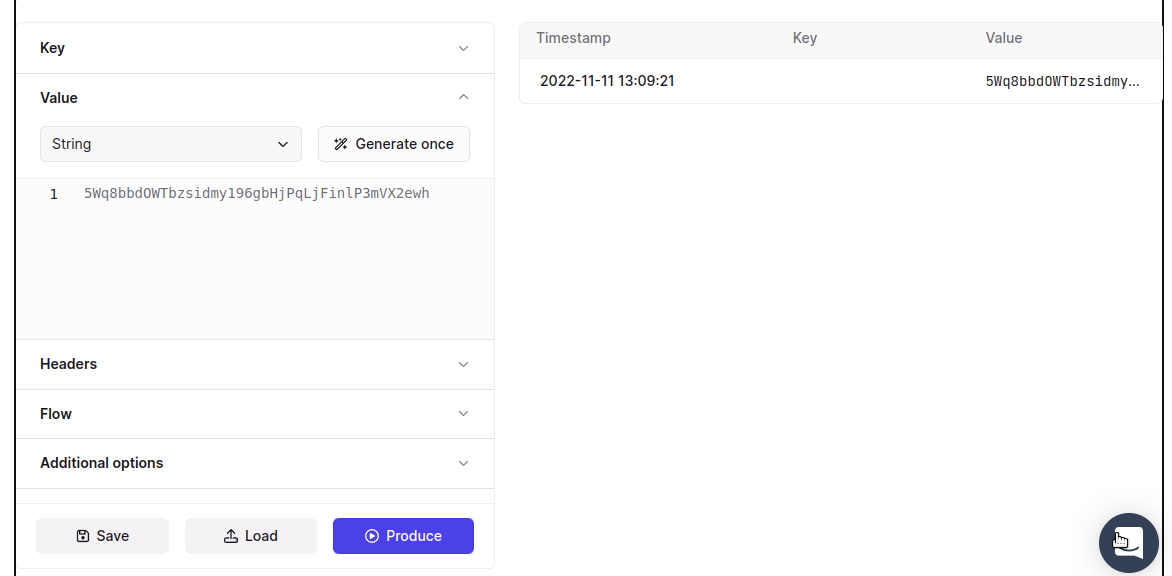 Key
Value
String
Generate once
1 5Wq8bbdOWTbzsidmy196gbHjPqLjFinlP3mVX2ewh
Headers
Flow
Additional options
Save Load Produce
Timestamp Key Value
2022-11-11 13:09:21 5Wq8bbdOWTbzsidmy...